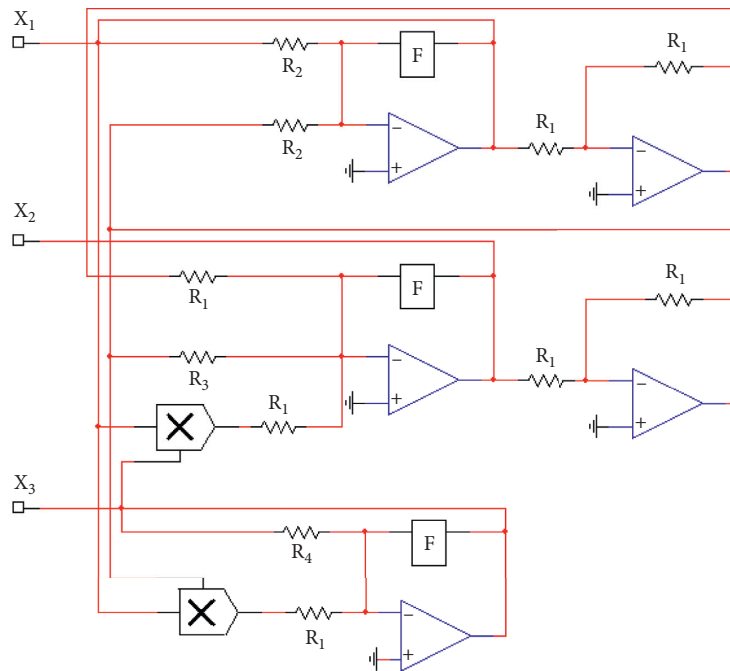 X1
R2
F
R1
R2
−
+
R1
−
+
X2
R1
F
R1
R3
−
+
R1
−
+
R1
X3
R4
F
R1
−
+